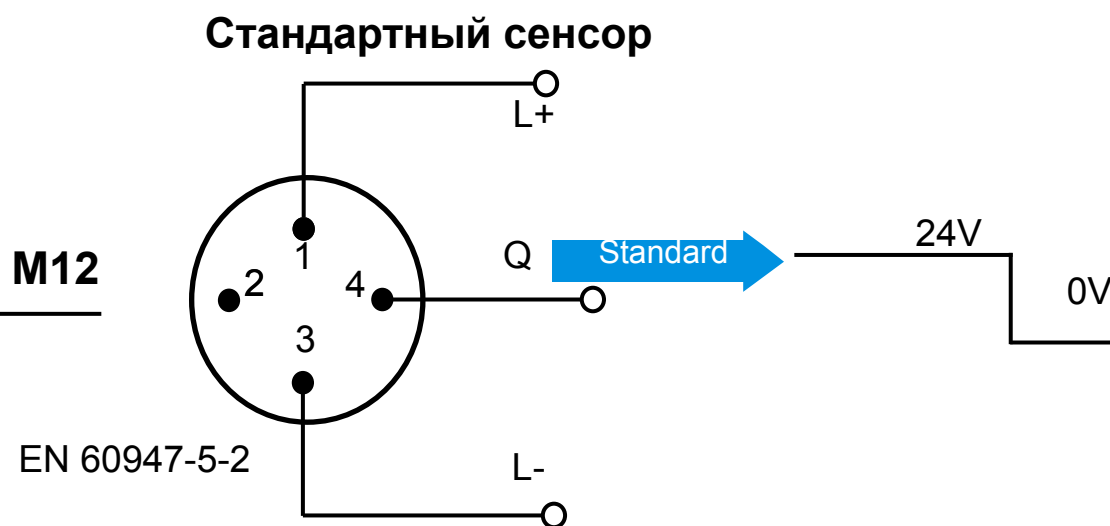 Стандартный сенсор
L+
M12
1
2
4
3
Q
Standard
24V
0V
EN 60947-5-2
L-